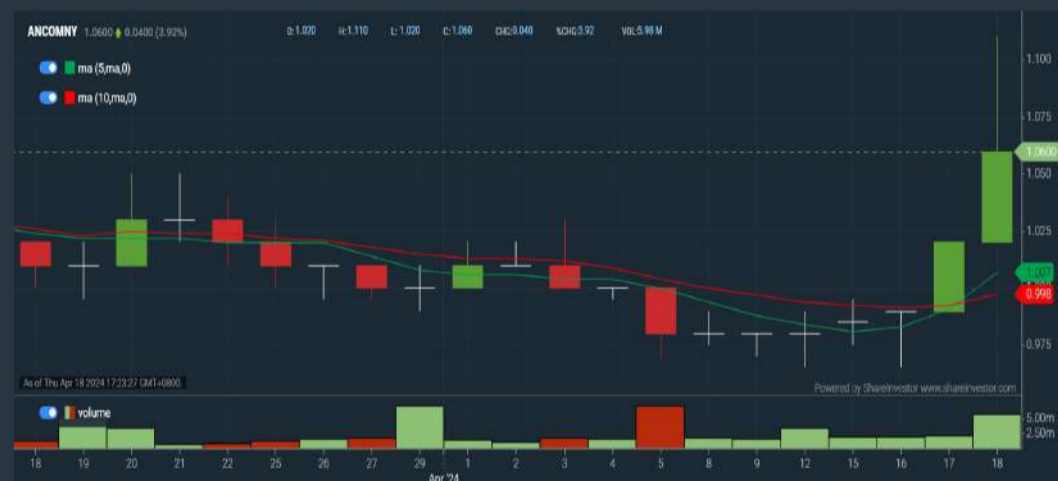 ANCOMNY 1.0600 0.0400 (3.92%) O: 1.020 H: 1.110 L: 1.020 C: 1.060 CHG:0.040 %CHG:3.92 VOL:5.98 M
ma (5,ma,0)
ma (10,ma,0)
1.100
1.075
1.0600
1.050
1.025
1.007
0.998
0.975
As of Thu Apr 18 2024 17:23:27 GMT+0800
Powered by ShareInvestor www.shareinvestor.com
volume
5.00m
2.50m
18 19 20 21 22 25 26 27 29 1 2 3 4 5 8 9 12 15 16 17 18
Apr '24